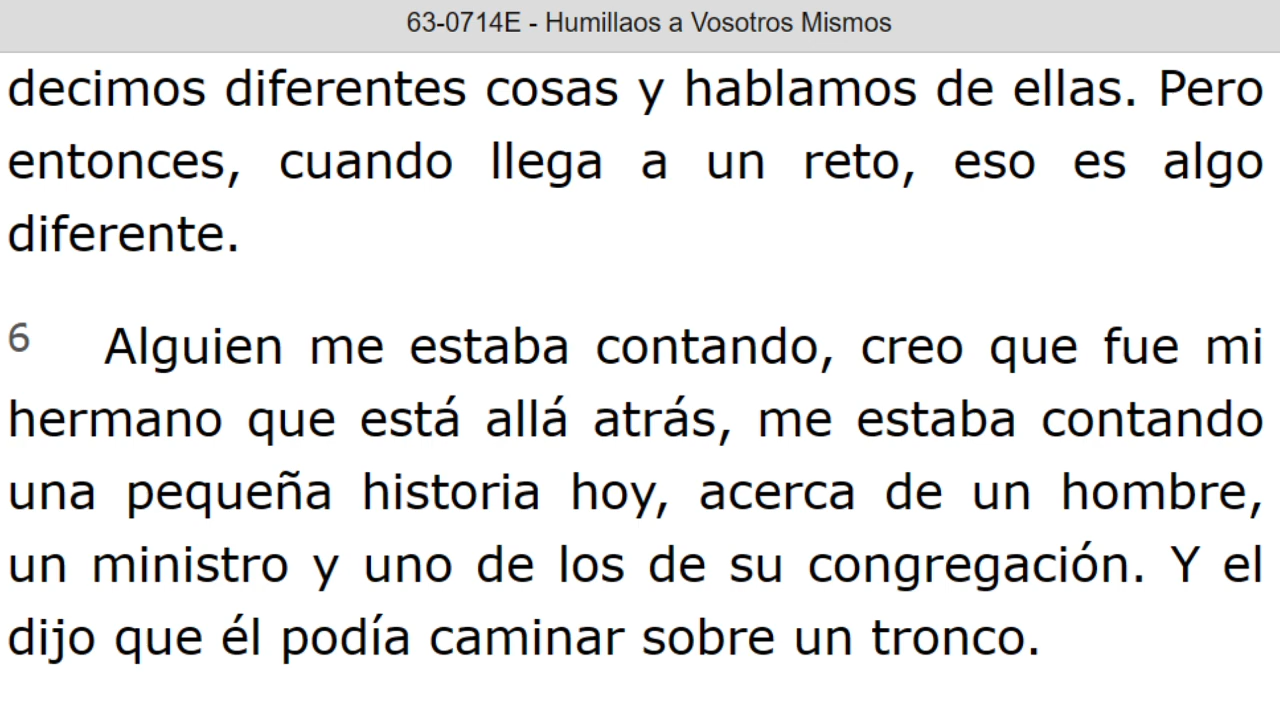 63-0714E - Humillaos a Vosotros Mismos
decimos diferentes cosas y hablamos de ellas. Pero
entonces, cuando llega a un reto, eso es algo
diferente.
6 Alguien me estaba contando, creo que fue mi
hermano que está allá atrás, me estaba contando
una pequeña historia hoy, acerca de un hombre,
un ministro y uno de los de su congregación. Y el
dijo que él podía caminar sobre un tronco.